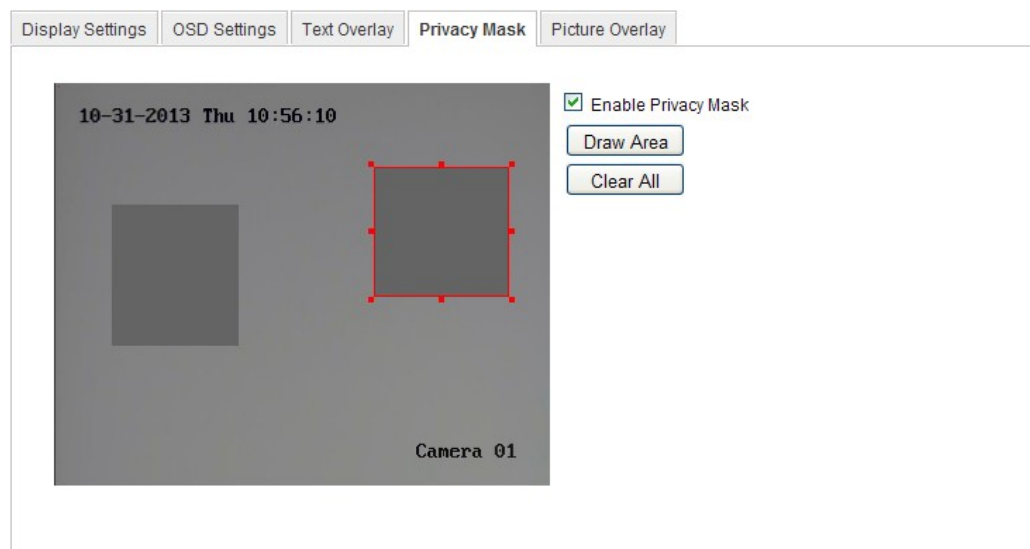 Display Settings OSD Settings Text Overlay Privacy Mask Picture Overlay
10-31-2013 Thu 10:56:10
Enable Privacy Mask
Draw Area
Clear All
Camera 01